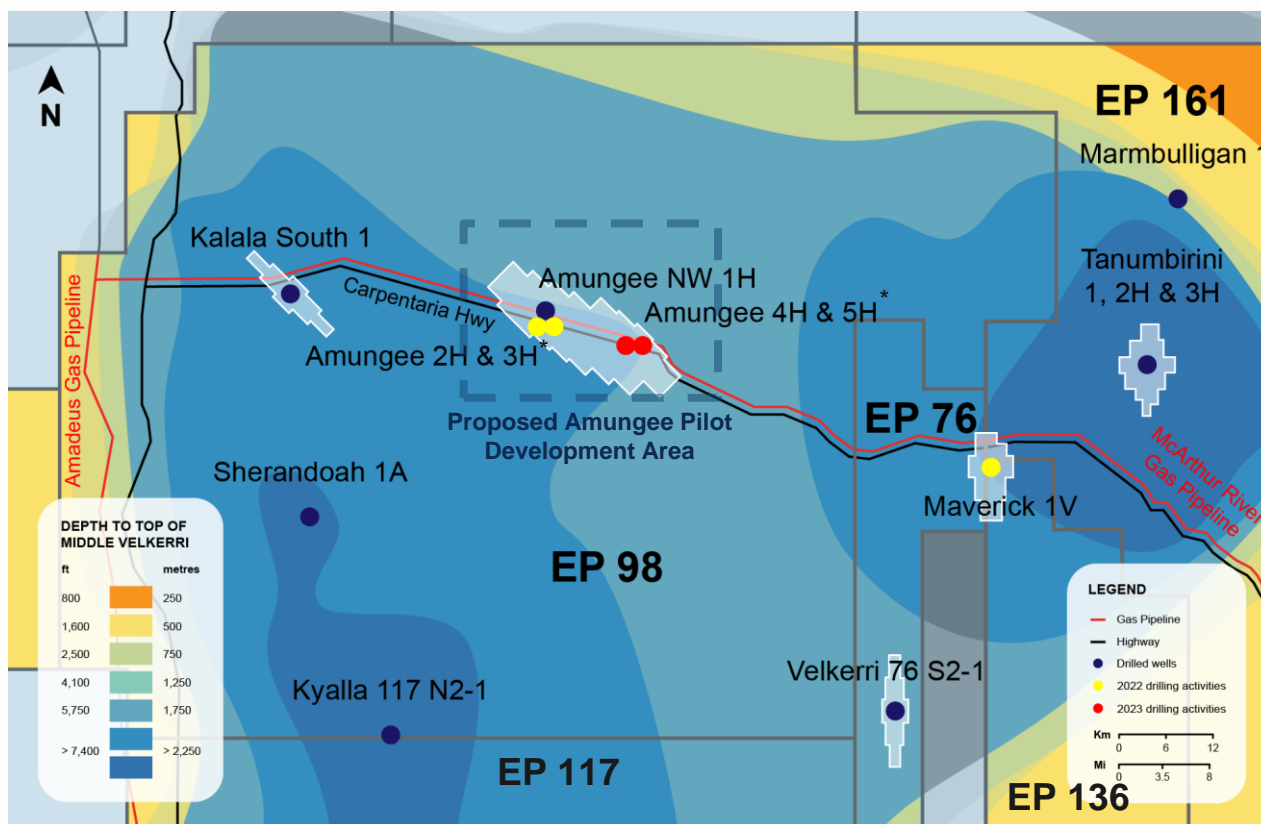 N
EP 161
Marmbulligan 1
Kalala South 1
Carpentaria Hwy
Amungee NW 1H
Amungee 4H & 5H*
Amungee 2H & 3H*
Tanumbirini
1, 2H & 3H
Amadeus Gas Pipeline
Proposed Amungee Pilot
Development Area
EP 76
McArthur River
Gas Pipeline
Sherandoah 1A
Maverick 1V
EP 98
Velkerri 76 S2-1
Kyalla 117 N2-1
EP 117
EP 136
DEPTH TO TOP OF
MIDDLE VELKERRI
ft metres
800 250
1,600 500
2,500 750
4,100 1,250
5,750 1,750
> 7,400 > 2,250
LEGEND
Gas Pipeline
Highway
Drilled wells
2022 drilling activities
2023 drilling activities
Km
0 6 12
Mi
0 3.5 8